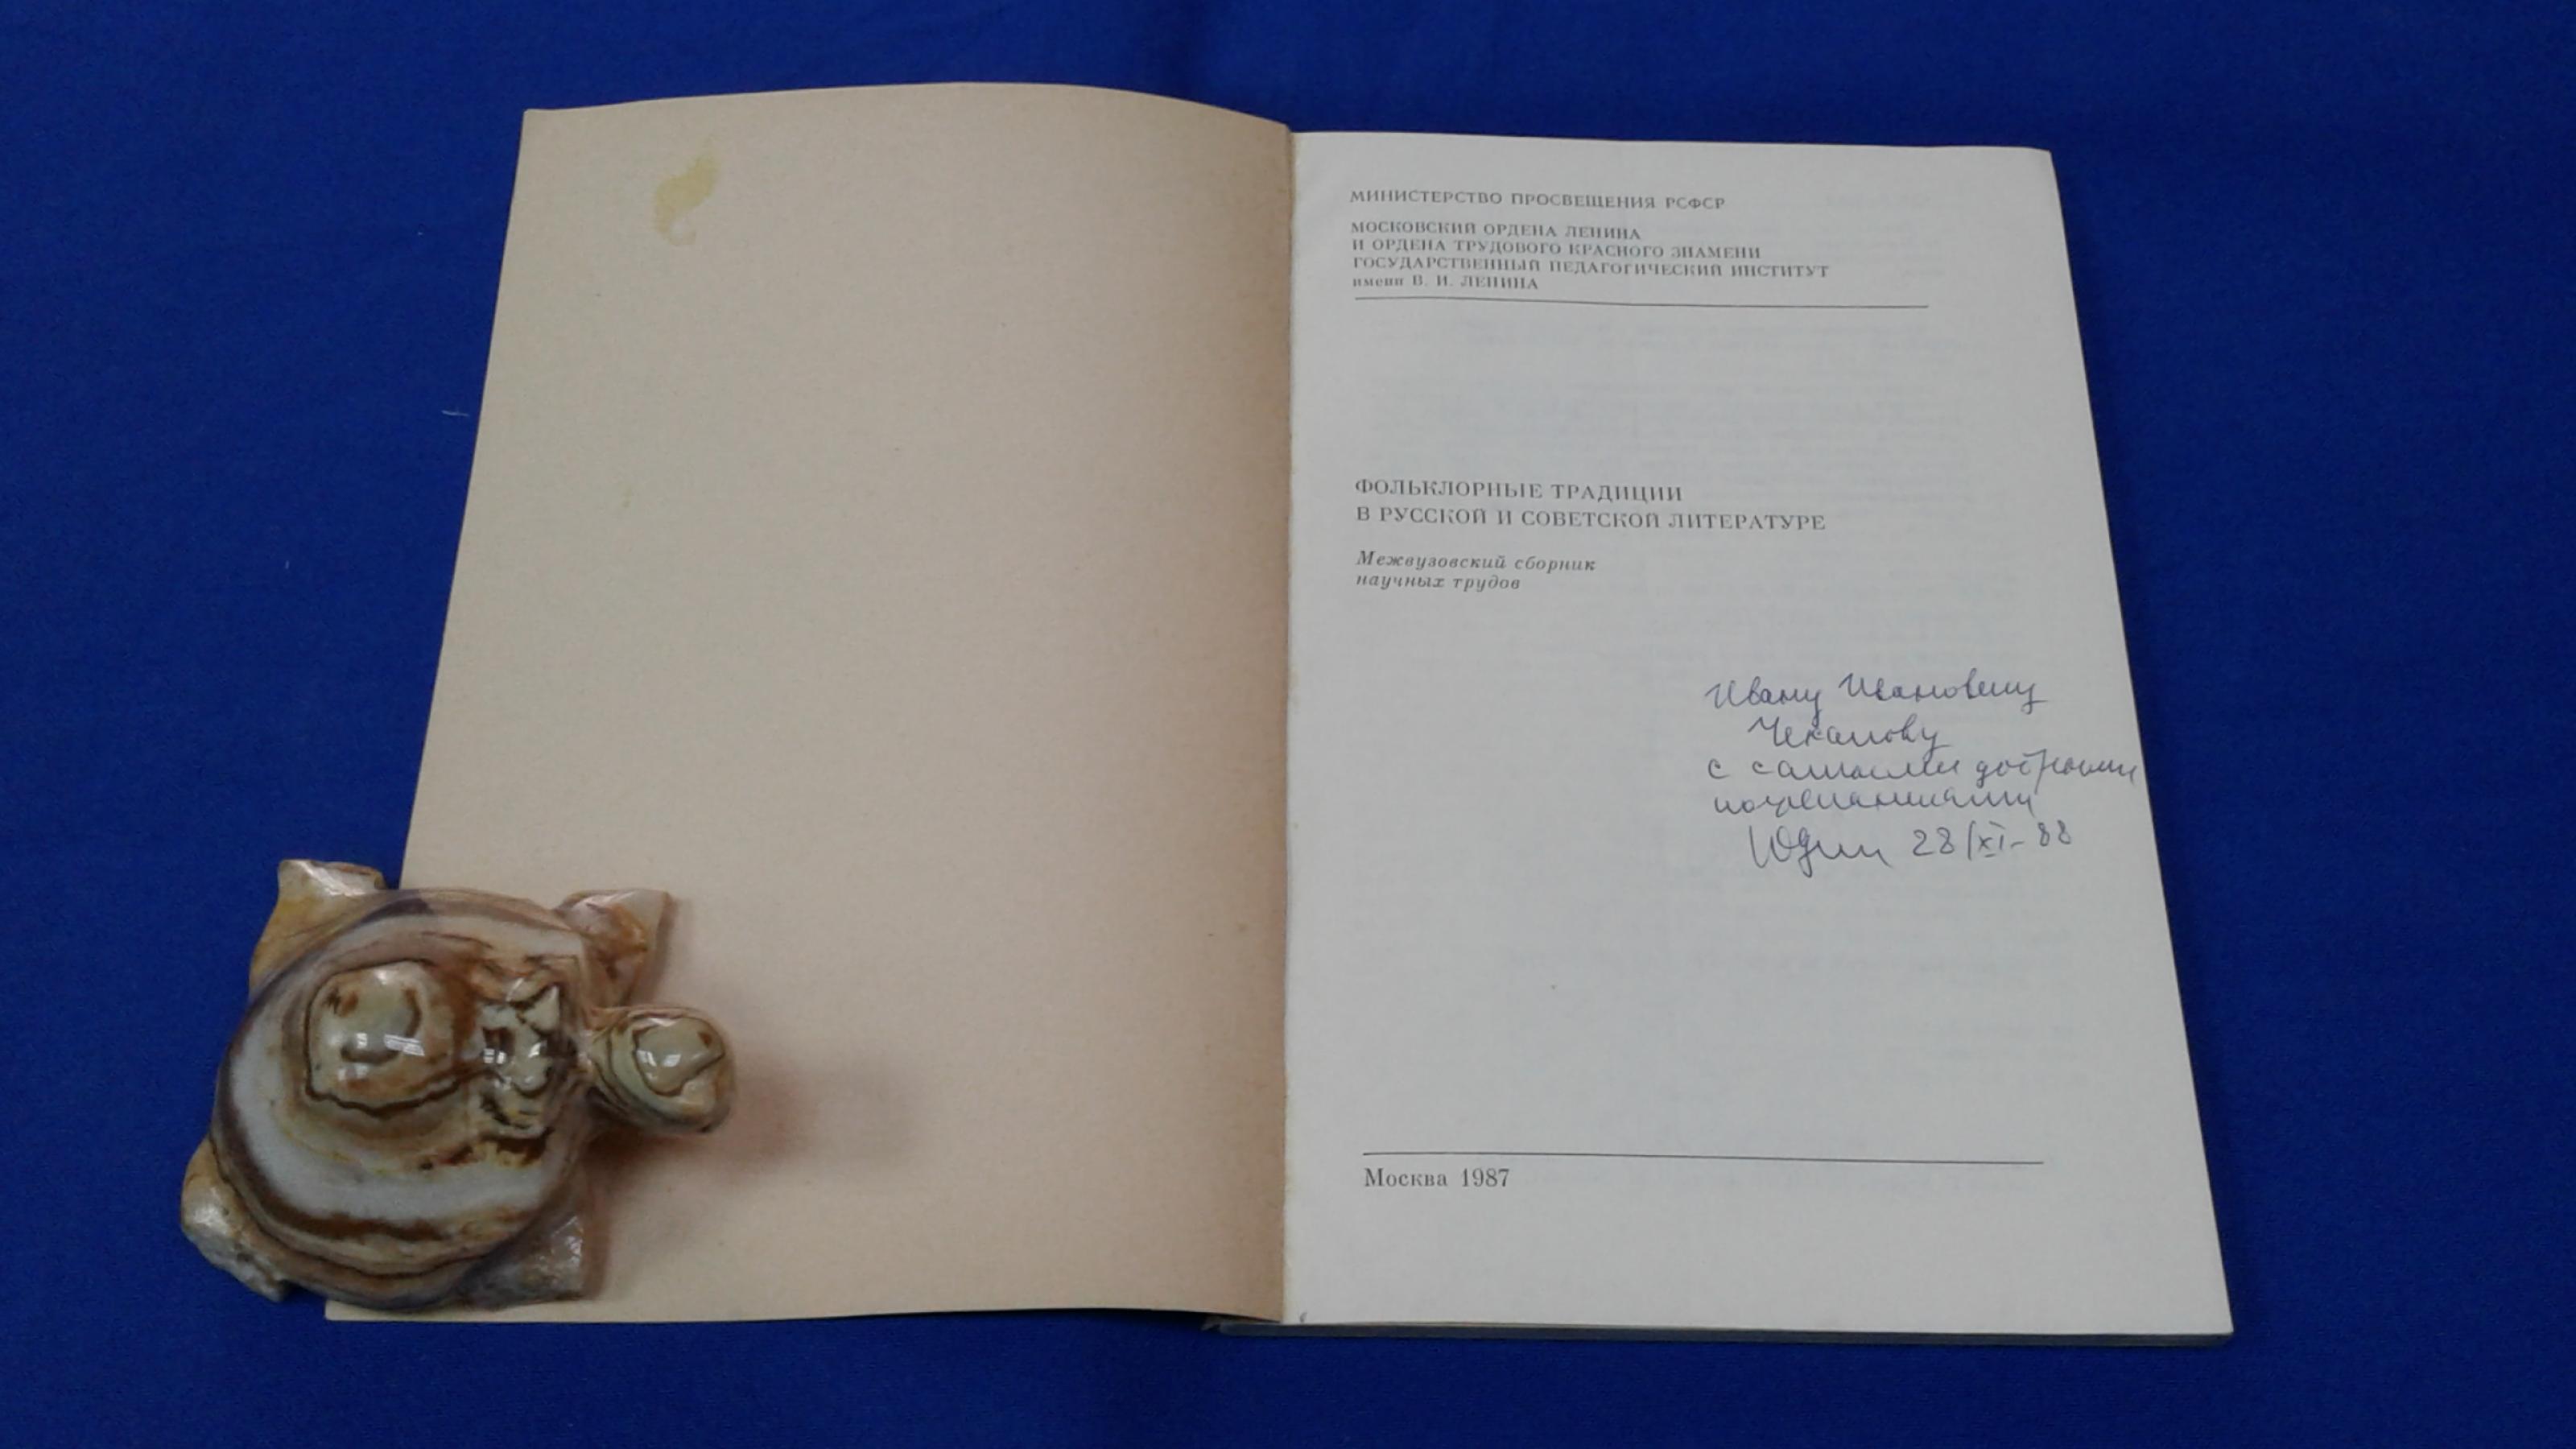 МИНИСТЕРСТВО ПРОСВЕЩЕНИЯ РСФСР
МОСКОВСКИЙ ОРДЕНА ЛЕНИНА
И ОРДЕНА ТРУДОВОГО КРАСНОГО ЗНАМЕНИ
ГОСУДАРСТВЕННЫЙ ПЕДАГОГИЧЕСКИЙ ИНСТИТУТ
имени В. И. ЛЕНИНА
ФОЛЬКЛОРНЫЕ ТРАДИЦИИ
В РУССКОЙ И СОВЕТСКОЙ ЛИТЕРАТУРЕ
Межвузовский сборник
научных трудов
Ивану Ивановичу
Чекалову
с самыми добрыми
пожеланиями
Юдин 28/XI-88
Москва 1987